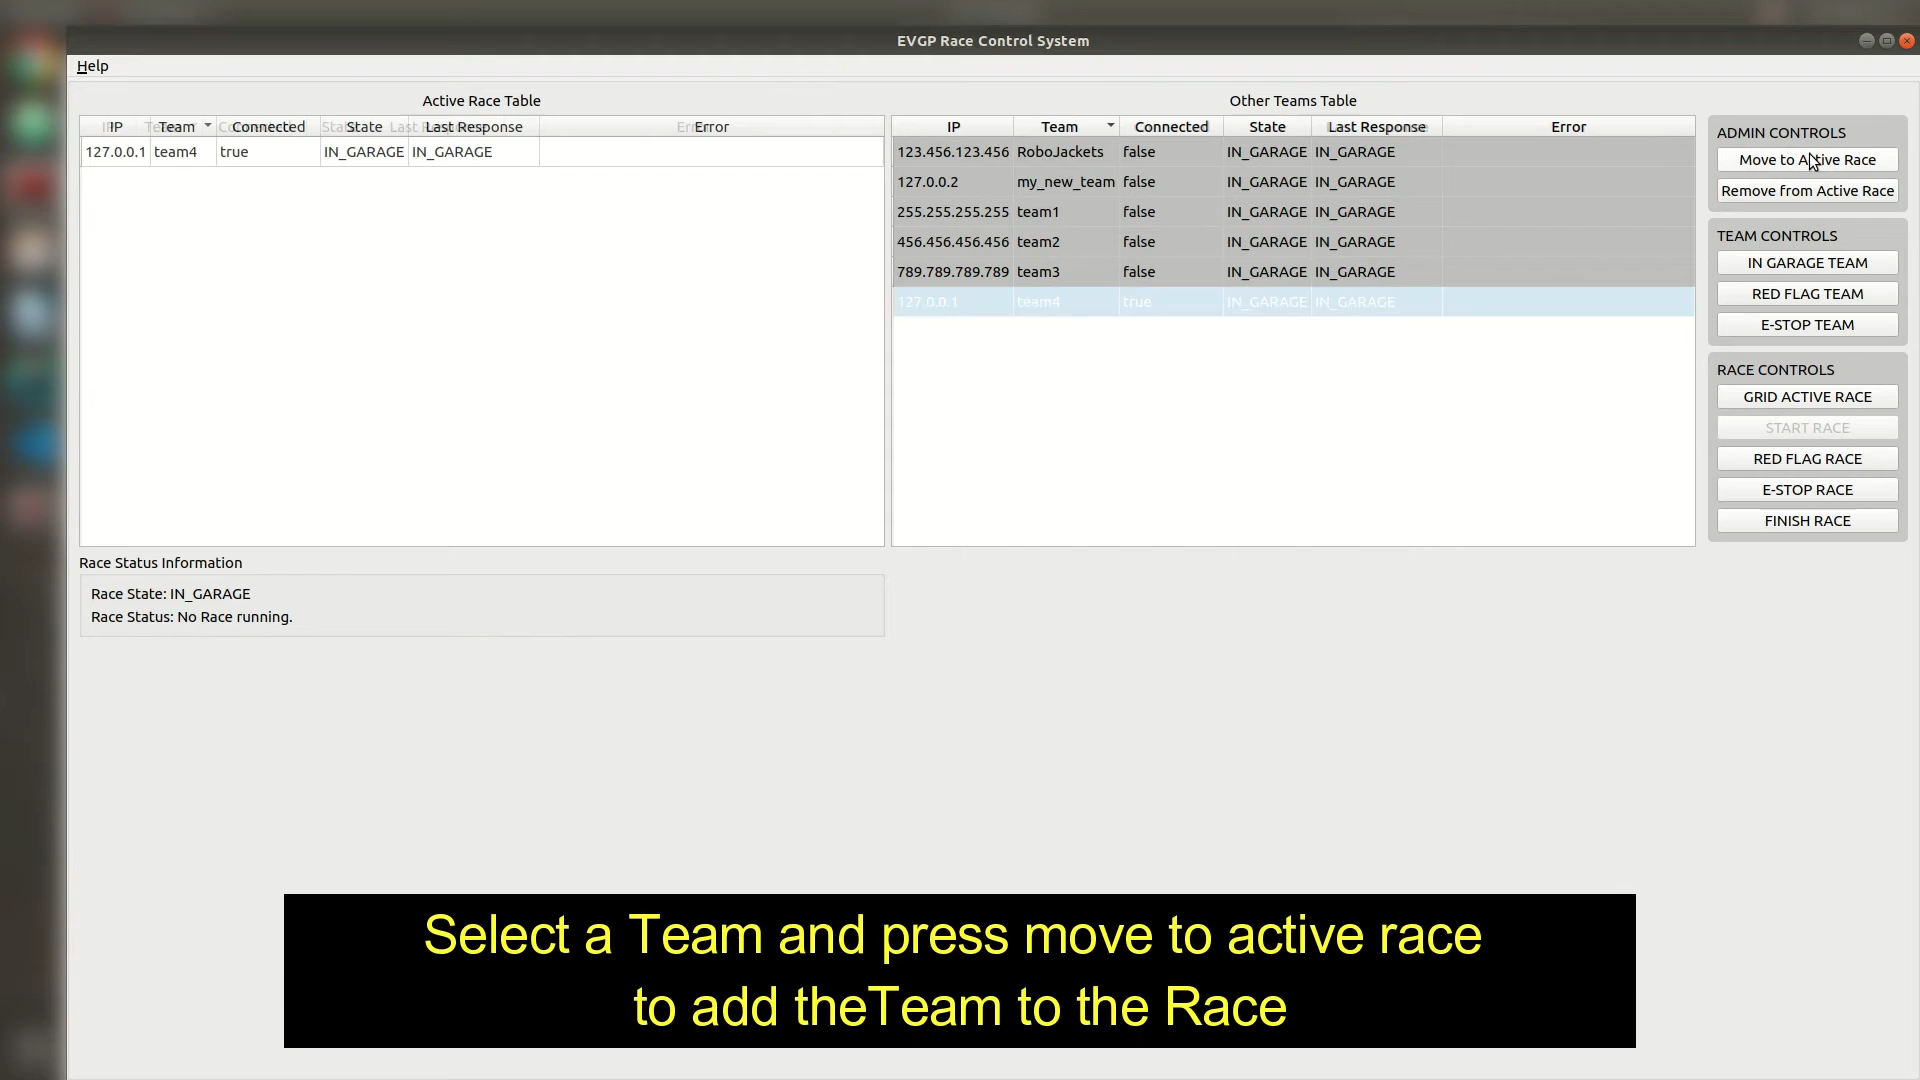 EVGP Race Control System
Help
Active Race Table
IP Team Connected State Last Response Error
127.0.0.1 team4 true IN_GARAGE IN_GARAGE
Other Teams Table
IP Team Connected State Last Response Error
123.456.123.456 RoboJackets false IN_GARAGE IN_GARAGE
127.0.0.2 my_new_team false IN_GARAGE IN_GARAGE
255.255.255.255 team1 false IN_GARAGE IN_GARAGE
456.456.456.456 team2 false IN_GARAGE IN_GARAGE
789.789.789.789 team3 false IN_GARAGE IN_GARAGE
127.0.0.1 team4 true IN_GARAGE IN_GARAGE
ADMIN CONTROLS
Move to Active Race
Remove from Active Race
TEAM CONTROLS
IN GARAGE TEAM
RED FLAG TEAM
E-STOP TEAM
RACE CONTROLS
GRID ACTIVE RACE
START RACE
RED FLAG RACE
E-STOP RACE
FINISH RACE
Race Status Information
Race State: IN_GARAGE
Race Status: No Race running.
Select a Team and press move to active race
to add theTeam to the Race